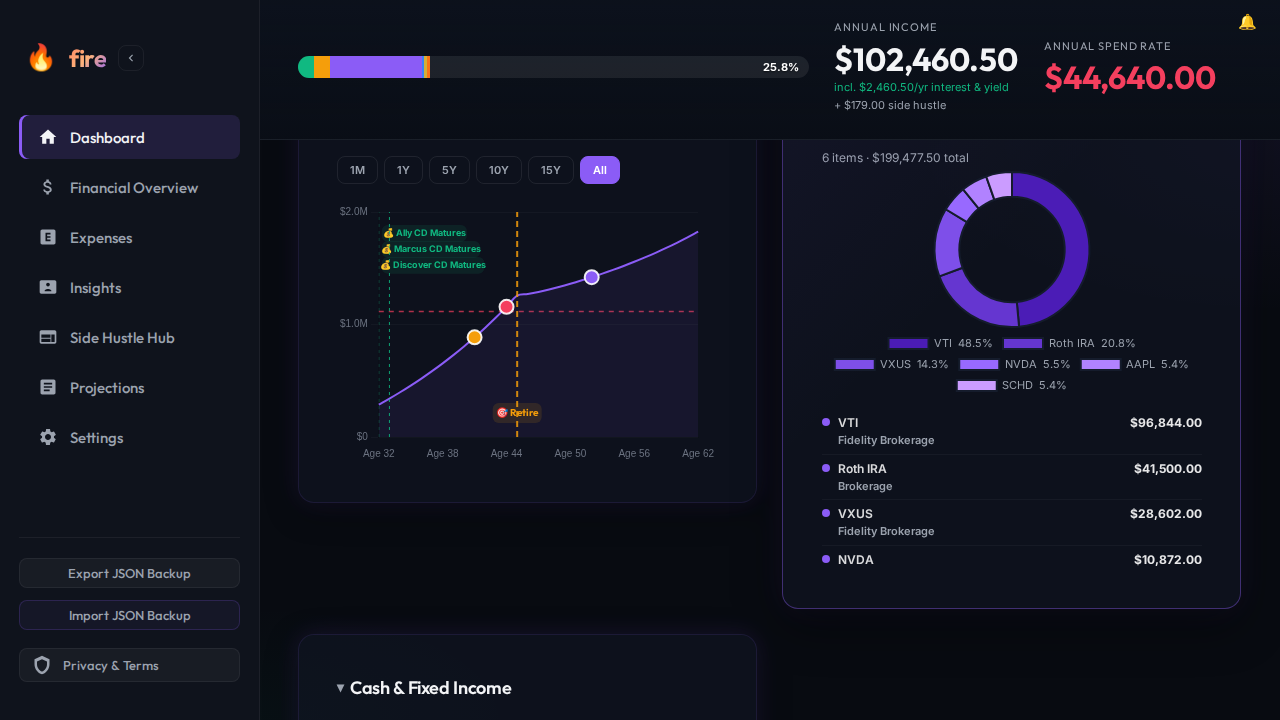 fire
Dashboard
Financial Overview
Expenses
Insights
Side Hustle Hub
Projections
Settings
Export JSON Backup
Import JSON Backup
Privacy & Terms
25.8%
ANNUAL INCOME
$102,460.50
incl. $2,460.50/yr interest & yield
+ $179.00 side hustle
ANNUAL SPEND RATE
$44,640.00
1M 1Y 5Y 10Y 15Y All
$2.0M
Ally CD Matures
Marcus CD Matures
Discover CD Matures
$1.0M
Retire
$0
Age 32 Age 38 Age 44 Age 50 Age 56 Age 62
6 items · $199,477.50 total
VTI 48.5% Roth IRA 20.8%
VXUS 14.3% NVDA 5.5% AAPL 5.4%
SCHD 5.4%
VTI $96,844.00
Fidelity Brokerage
Roth IRA $41,500.00
Brokerage
VXUS $28,602.00
Fidelity Brokerage
NVDA $10,872.00
Cash & Fixed Income